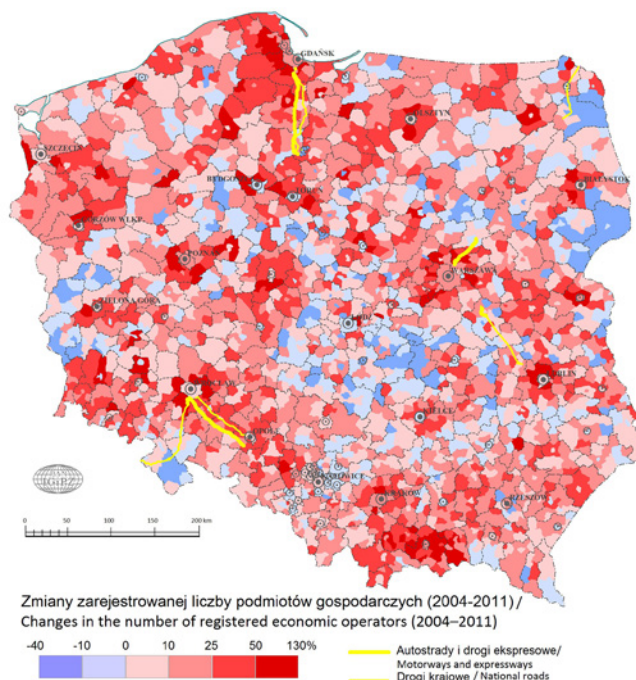 GDAŃSK
OLSZTYN
SZCZECIN
BYDGOSZCZ
TORUŃ
BIAŁYSTOK
GORZÓW WLKP.
POZNAŃ
WARSZAWA
ZIELONA GÓRA
ŁÓDŹ
LUBLIN
WROCŁAW
KIELCE
OPOLE
KATOWICE
KRAKÓW
RZESZÓW
IGiPZ
0 50 100 150 200 km
Zmiany zarejestrowanej liczby podmiotów gospodarczych (2004-2011) /
Changes in the number of registered economic operators (2004–2011)
-40 -10 0 10 25 50 130%
Autostrady i drogi ekspresowe/
Motorways and expressways
Drogi krajowe / National roads